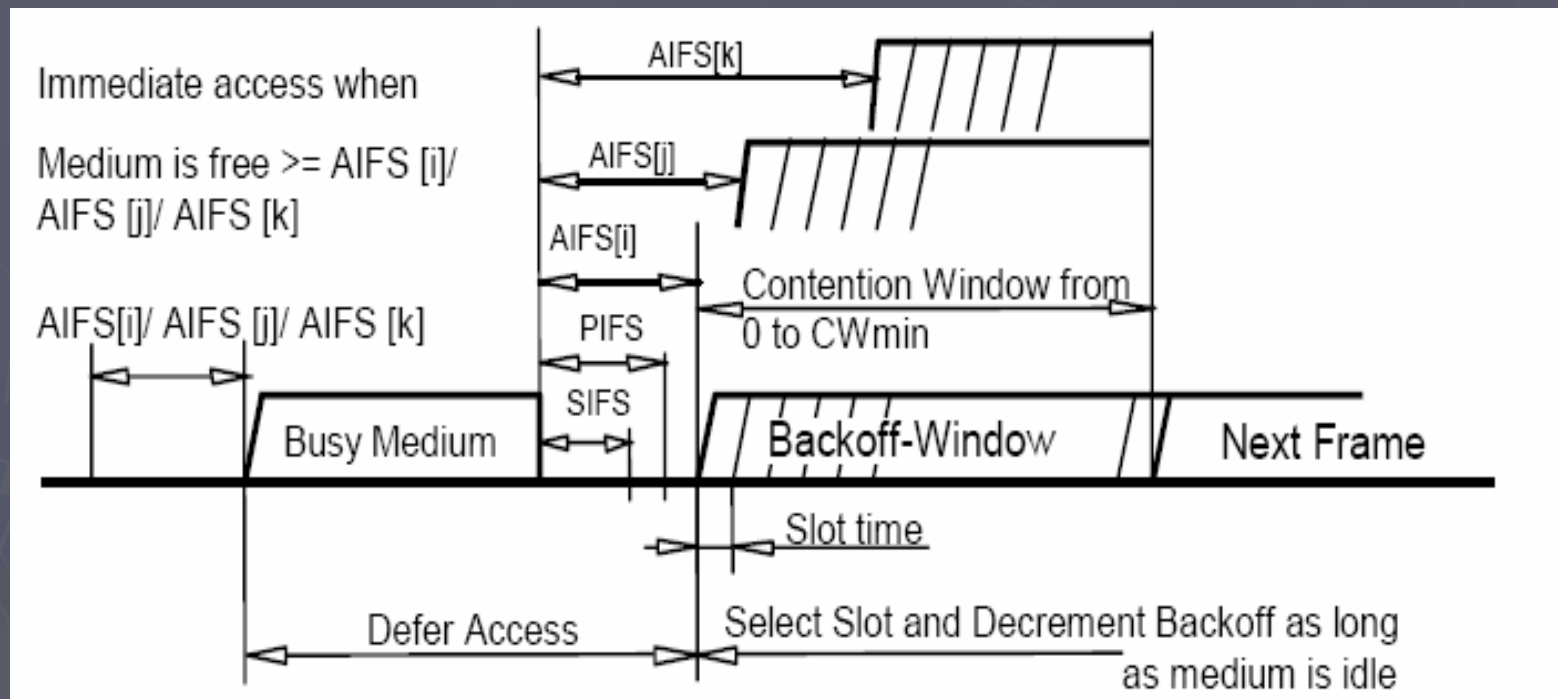 Immediate access when
Medium is free >= AIFS [i]/
AIFS [j]/ AIFS [k]
AIFS[i]/ AIFS [j]/ AIFS [k]
AIFS[k]
AIFS[j]
AIFS[i]
PIFS
SIFS
Contention Window from
0 to CWmin
Busy Medium
Backoff-Window
Next Frame
Slot time
Defer Access
Select Slot and Decrement Backoff as long
as medium is idle